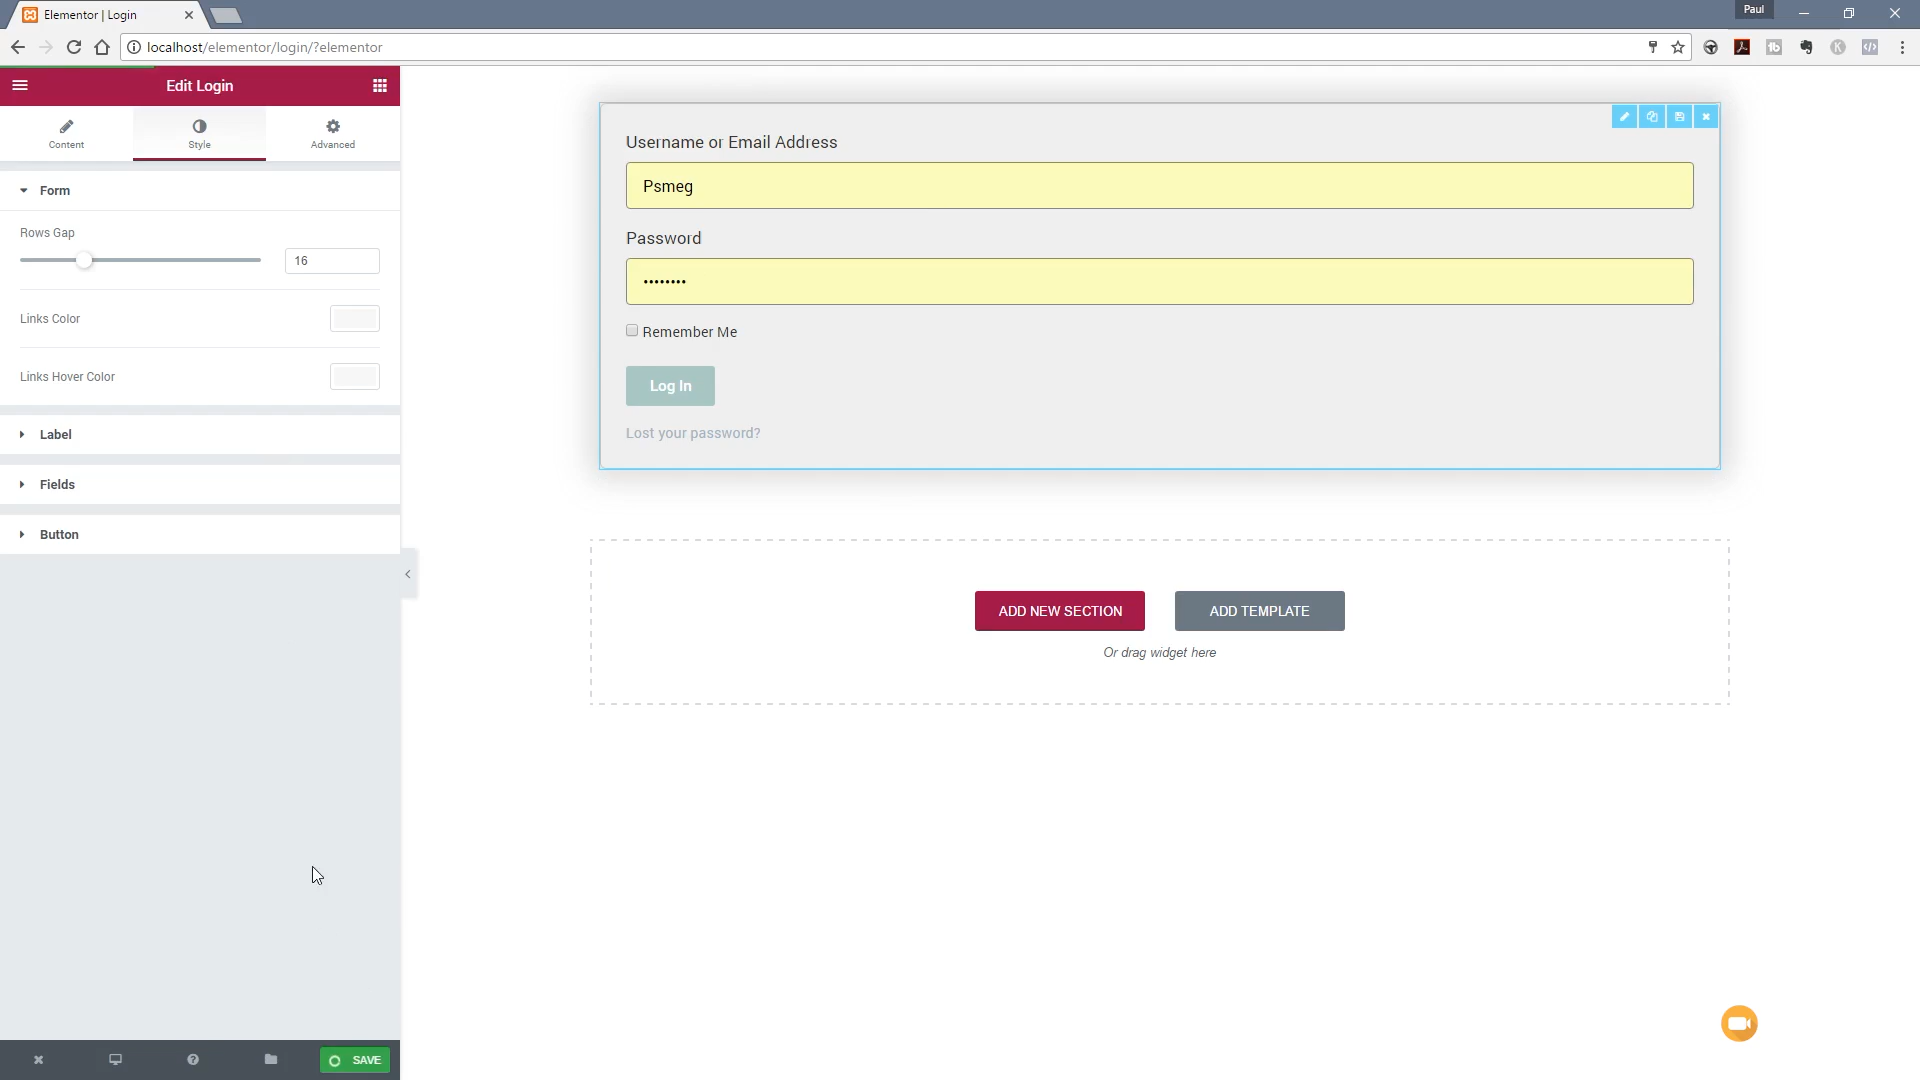 Elementor | Login
Paul
localhost/elementor/login/?elementor
Edit Login
Content
Style
Advanced
Form
Rows Gap
16
Links Color
Links Hover Color
Label
Fields
Button
SAVE
Username or Email Address
Psmeg
Password
••••••••
Remember Me
Log In
Lost your password?
ADD NEW SECTION
ADD TEMPLATE
Or drag widget here